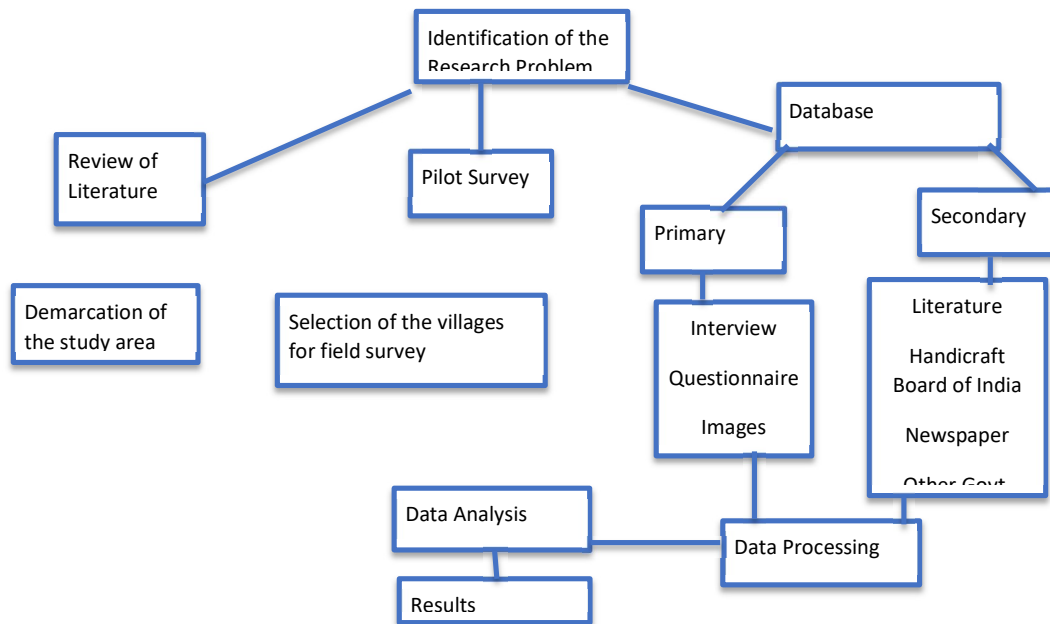 Identification of the
Research Problem
Database
Review of
Literature
Pilot Survey
Primary
Secondary
Demarcation of
the study area
Selection of the villages
for field survey
Interview
Questionnaire
Images
Literature
Handicraft
Board of India
Newspaper
Other Govt
Data Analysis
Data Processing
Results